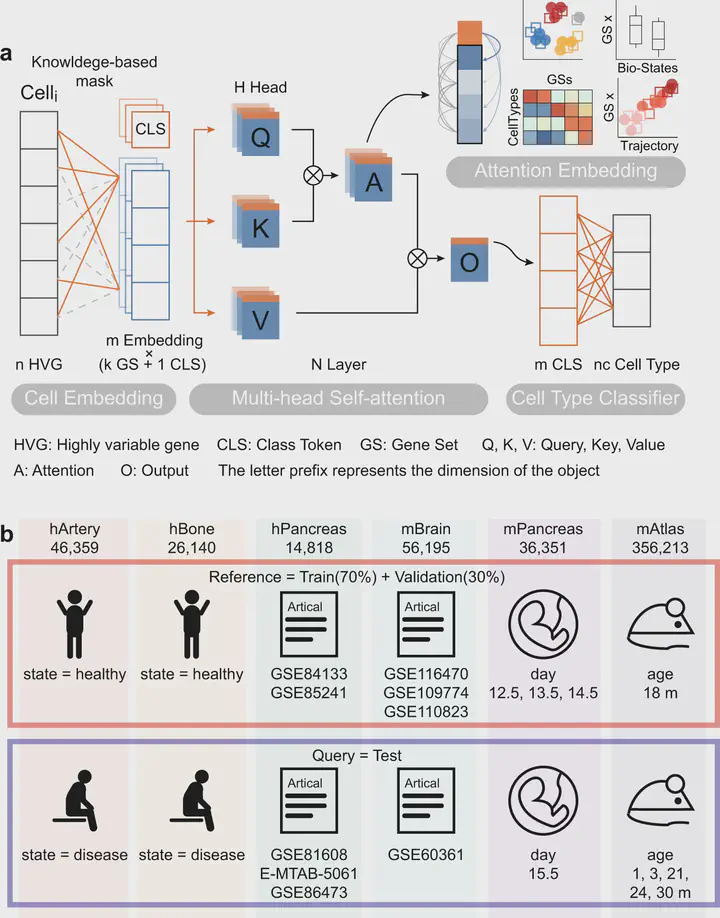 a
Knowldege-based
mask
Celli
CLS
n HVG
m Embedding
×
(k GS + 1 CLS)
Cell Embedding
H Head
Q
K
V
A
O
N Layer
Multi-head Self-attention
GS x
Bio-States
GSs
CellTypes
GS x
Trajectory
Attention Embedding
m CLS
nc Cell Type
Cell Type Classifier
HVG: Highly variable gene CLS: Class Token GS: Gene Set Q, K, V: Query, Key, Value
A: Attention O: Output The letter prefix represents the dimension of the object
b
hArtery hBone hPancreas mBrain mPancreas mAtlas
46,359 26,140 14,818 56,195 36,351 356,213
Reference = Train(70%) + Validation(30%)
Artical Artical
state = healthy state = healthy GSE84133 GSE116470 day age
GSE85241 GSE109774 12.5, 13.5, 14.5 18 m
GSE110823
Query = Test
Artical Artical
state = disease state = disease GSE81608 GSE60361 day age
E-MTAB-5061 15.5 1, 3, 21,
GSE86473 24, 30 m